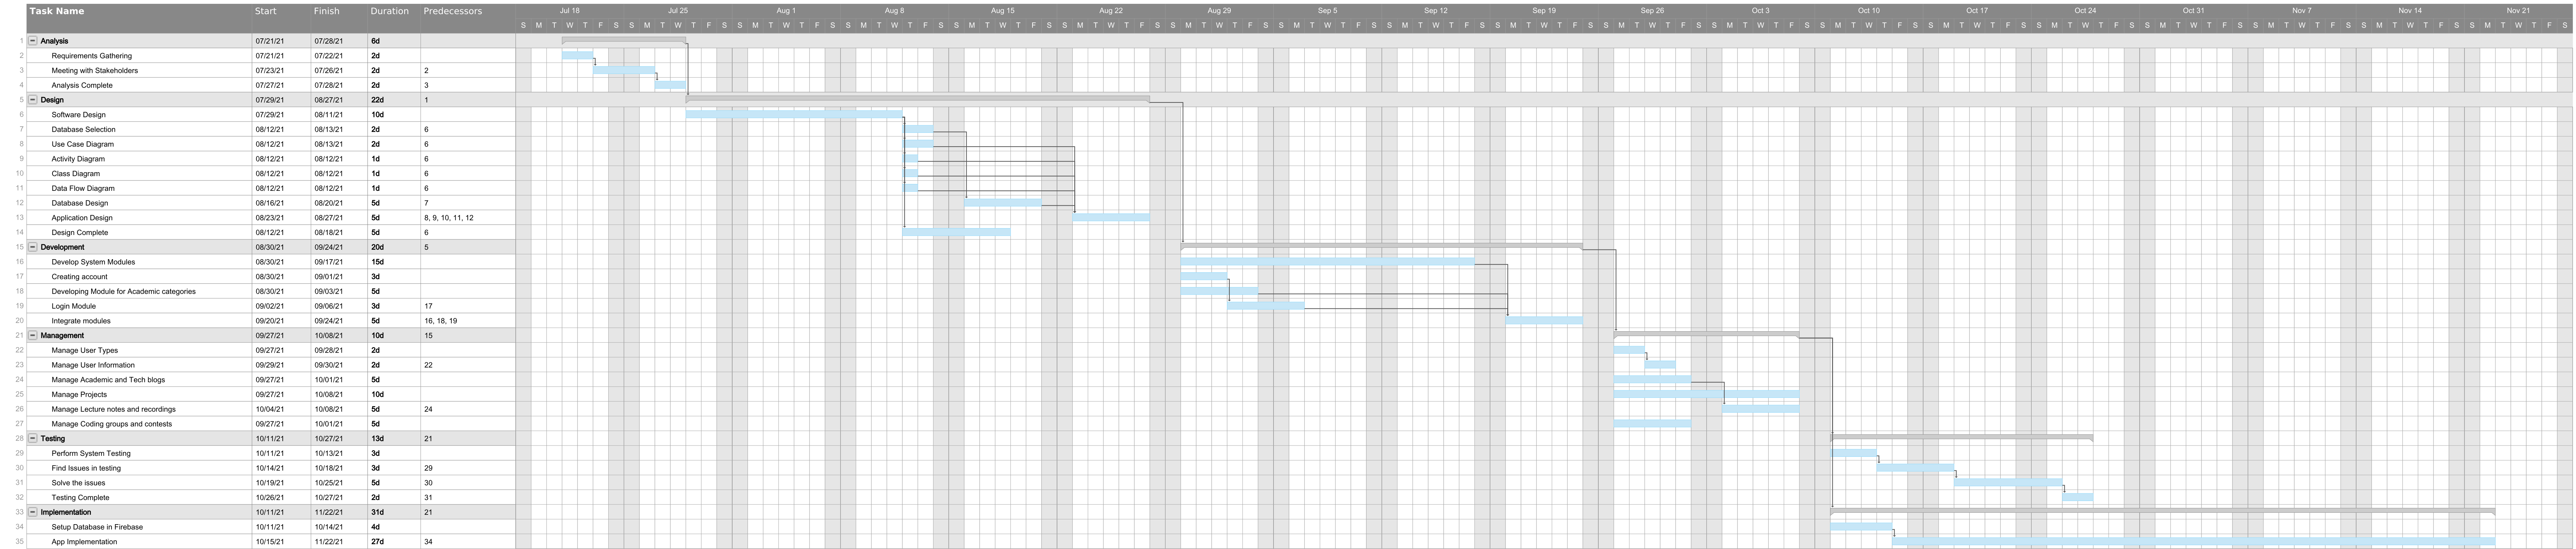 Task Name Start Finish Duration Predecessors Jul 18 Jul 25 Aug 1 Aug 8 Aug 15 Aug 22 Aug 29 Sep 5 Sep 12 Sep 19 Sep 26 Oct 3 Oct 10 Oct 17 Oct 24 Oct 31 Nov 7 Nov 14 Nov 21
S M T W T F S S M T W T F S S M T W T F S S M T W T F S S M T W T F S S M T W T F S S M T W T F S S M T W T F S S M T W T F S S M T W T F S S M T W T F S S M T W T F S S M T W T F S S M T W T F S S M T W T F S S M T W T F S S M T W T F S S M T W T F S S M T W T F S
1 Analysis 07/21/21 07/28/21 6d
2 Requirements Gathering 07/21/21 07/22/21 2d
3 Meeting with Stakeholders 07/23/21 07/26/21 2d 2
4 Analysis Complete 07/27/21 07/28/21 2d 3
5 Design 07/29/21 08/27/21 22d 1
6 Software Design 07/29/21 08/11/21 10d
7 Database Selection 08/12/21 08/13/21 2d 6
8 Use Case Diagram 08/12/21 08/13/21 2d 6
9 Activity Diagram 08/12/21 08/12/21 1d 6
10 Class Diagram 08/12/21 08/12/21 1d 6
11 Data Flow Diagram 08/12/21 08/12/21 1d 6
12 Database Design 08/16/21 08/20/21 5d 7
13 Application Design 08/23/21 08/27/21 5d 8, 9, 10, 11, 12
14 Design Complete 08/12/21 08/18/21 5d 6
15 Development 08/30/21 09/24/21 20d 5
16 Develop System Modules 08/30/21 09/17/21 15d
17 Creating account 08/30/21 09/01/21 3d
18 Developing Module for Academic categories 08/30/21 09/03/21 5d
19 Login Module 09/02/21 09/06/21 3d 17
20 Integrate modules 09/20/21 09/24/21 5d 16, 18, 19
21 Management 09/27/21 10/08/21 10d 15
22 Manage User Types 09/27/21 09/28/21 2d
23 Manage User Information 09/29/21 09/30/21 2d 22
24 Manage Academic and Tech blogs 09/27/21 10/01/21 5d
25 Manage Projects 09/27/21 10/08/21 10d
26 Manage Lecture notes and recordings 10/04/21 10/08/21 5d 24
27 Manage Coding groups and contests 09/27/21 10/01/21 5d
28 Testing 10/11/21 10/27/21 13d 21
29 Perform System Testing 10/11/21 10/13/21 3d
30 Find Issues in testing 10/14/21 10/18/21 3d 29
31 Solve the issues 10/19/21 10/25/21 5d 30
32 Testing Complete 10/26/21 10/27/21 2d 31
33 Implementation 10/11/21 11/22/21 31d 21
34 Setup Database in Firebase 10/11/21 10/14/21 4d
35 App Implementation 10/15/21 11/22/21 27d 34